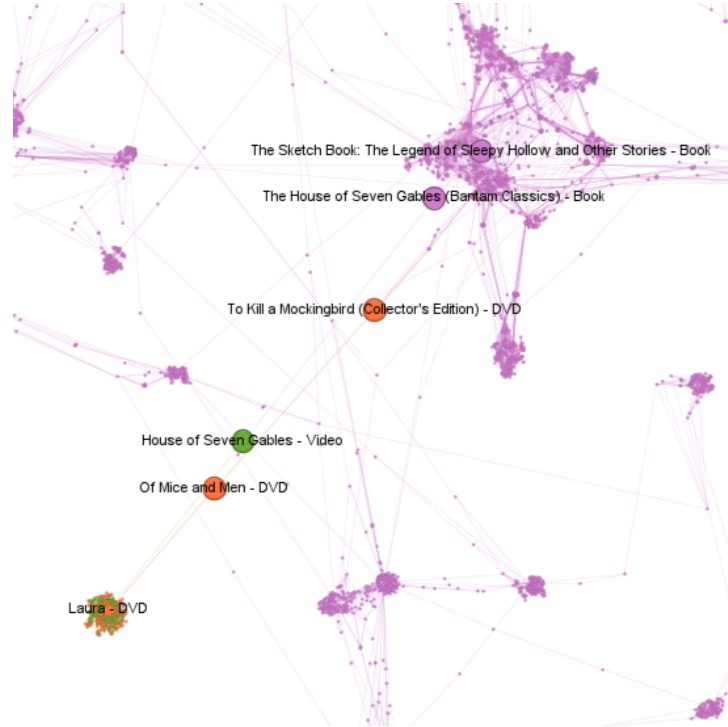 The Sketch Book: The Legend of Sleepy Hollow and Other Stories - Book
The House of Seven Gables (Bantam Classics) - Book
To Kill a Mockingbird (Collector's Edition) - DVD
House of Seven Gables - Video
Of Mice and Men - DVD
Laura - DVD